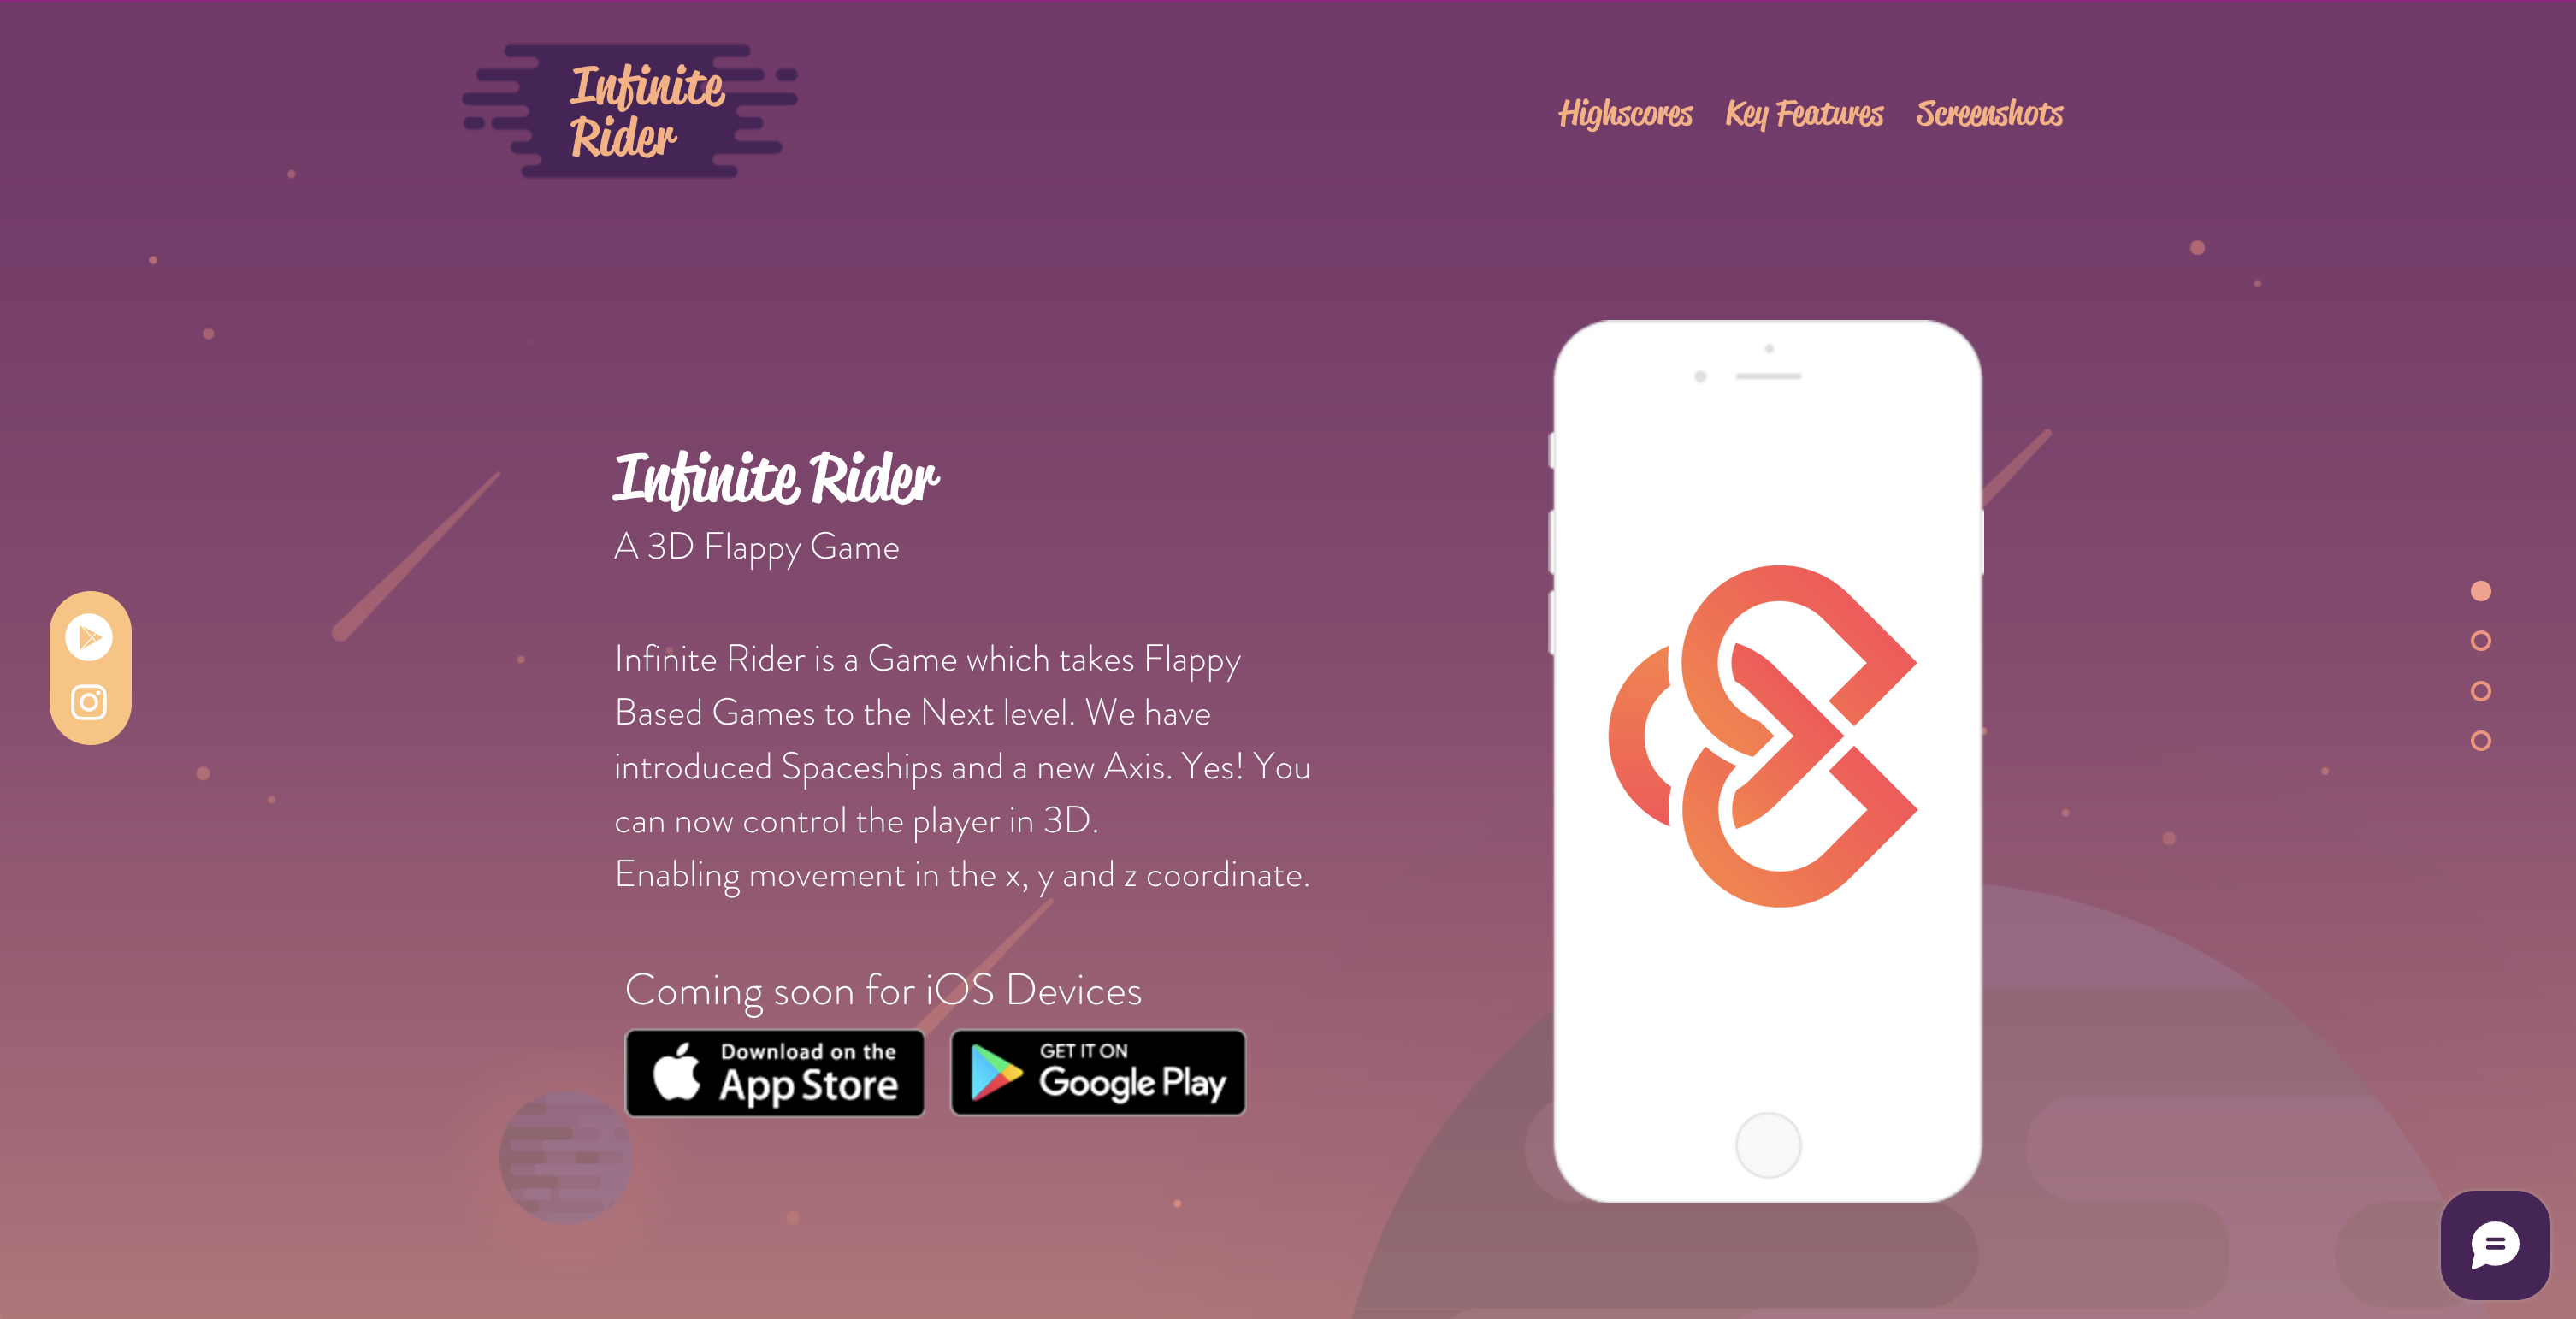 Infinite
Rider
Highscores Key Features Screenshots
Infinite Rider
A 3D Flappy Game
Infinite Rider is a Game which takes Flappy
Based Games to the Next level. We have
introduced Spaceships and a new Axis. Yes! You
can now control the player in 3D.
Enabling movement in the x, y and z coordinate.
Coming soon for iOS Devices
Download on the
App Store
GET IT ON
Google Play